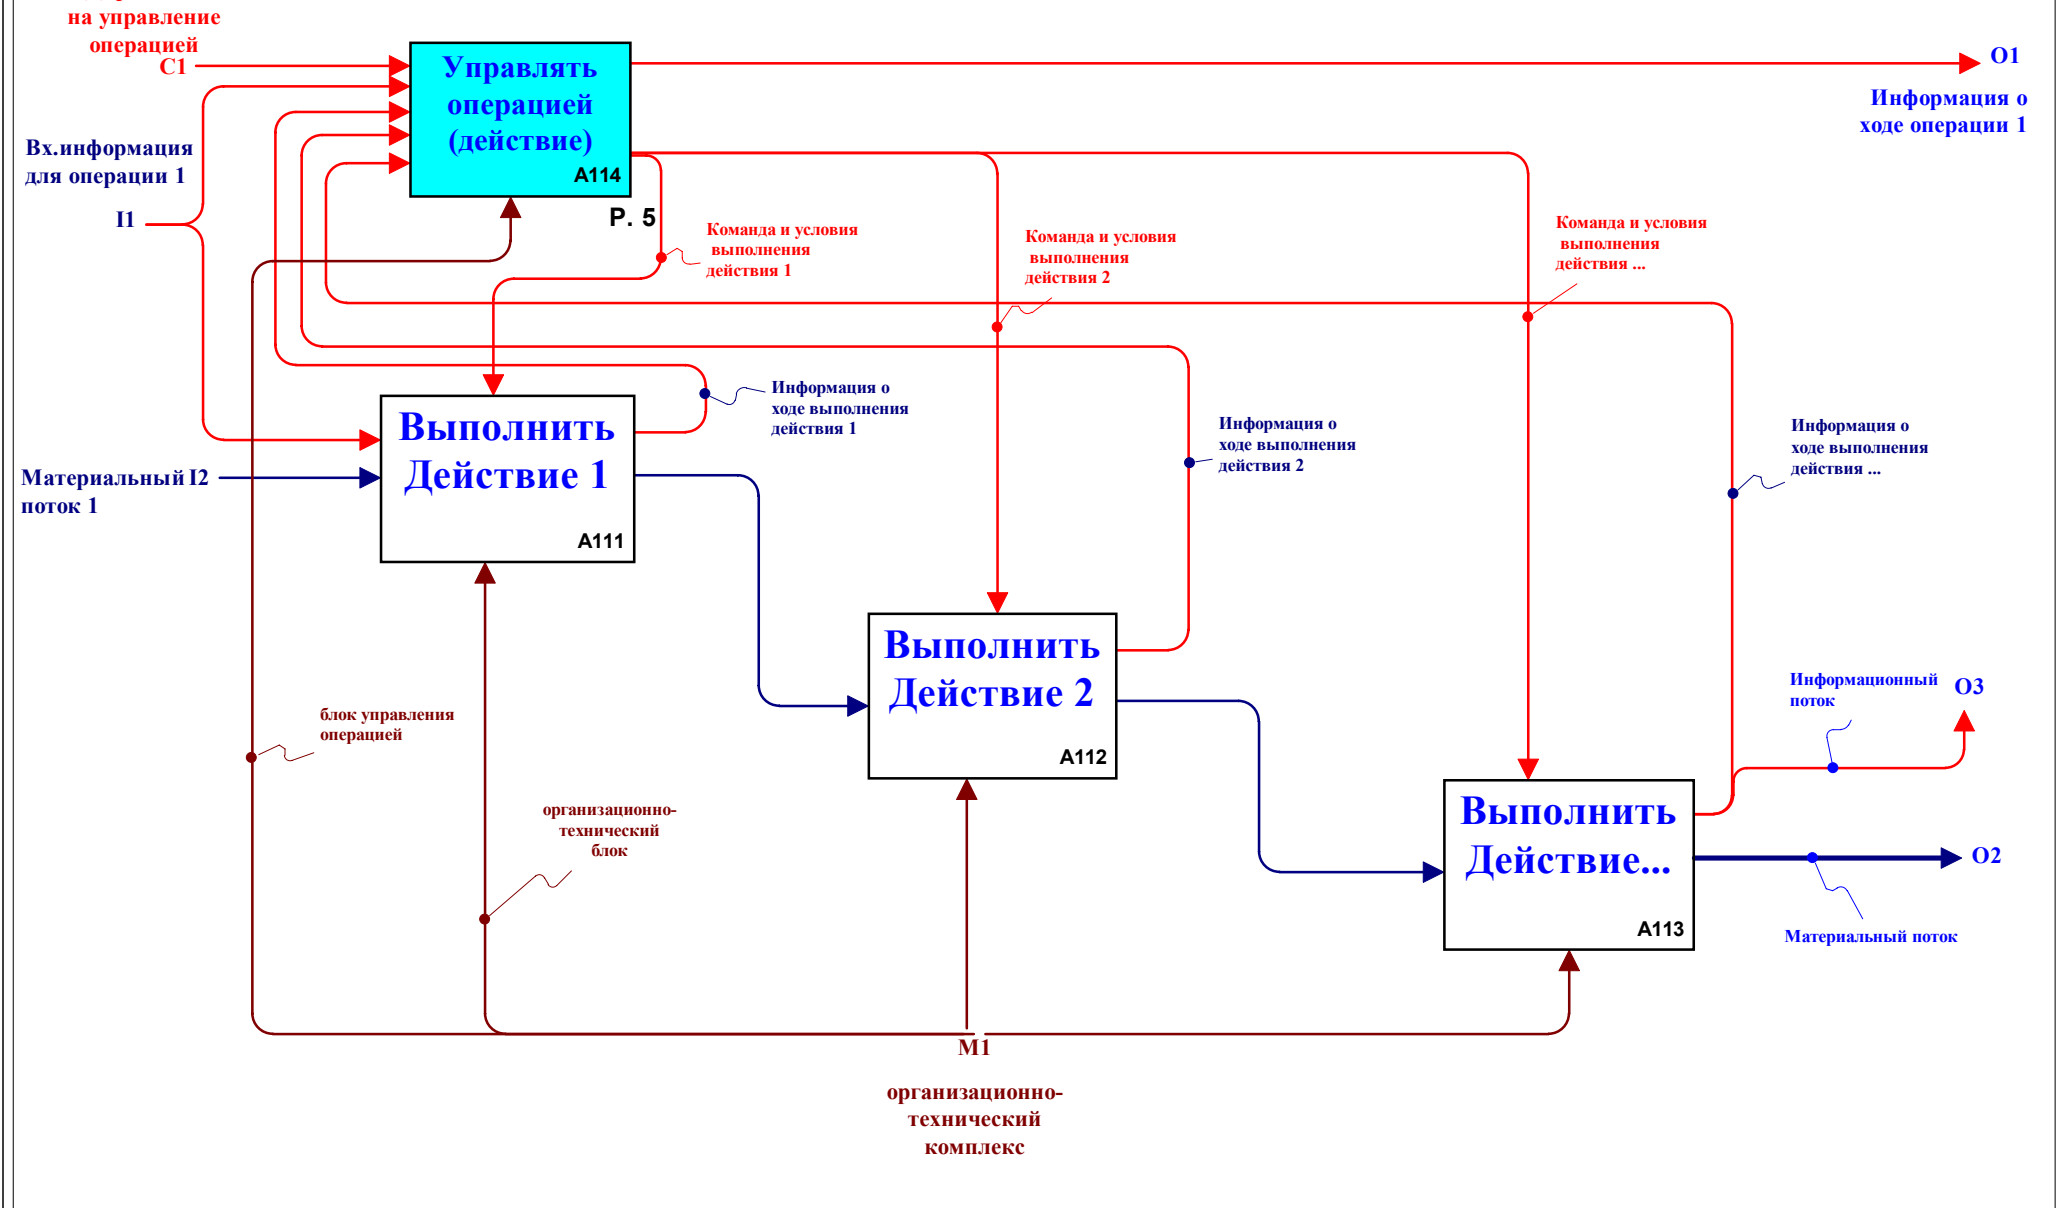 на управление
операцией
C1
Управлять
операцией
(действие)
A114
P. 5
O1
Информация о
ходе операции 1
Вх.информация
для операции 1
I1
Команда и условия
выполнения
действия 1
Команда и условия
выполнения
действия 2
Команда и условия
выполнения
действия ...
Выполнить
Действие 1
A111
Информация о
ходе выполнения
действия 1
Информация о
ходе выполнения
действия 2
Информация о
ходе выполнения
действия ...
Материальный I2
поток 1
Выполнить
Действие 2
A112
Информационный
поток
O3
блок управления
операцией
организационно-
технический
блок
Выполнить
Действие...
A113
O2
Материальный поток
M1
организационно-
технический
комплекс